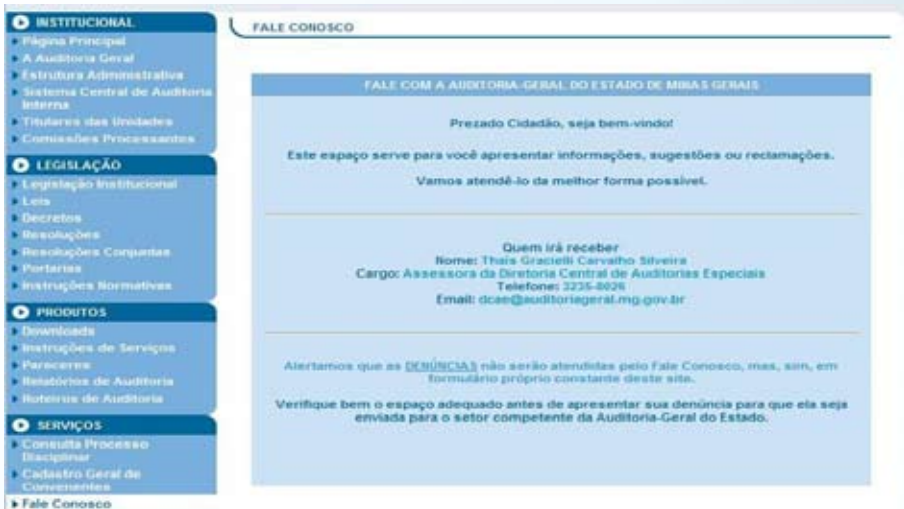 INSTITUCIONAL
Página Principal
A Auditoria Geral
Estrutura Administrativa
Sistema Central de Auditoria
Interna
Titulares das Unidades
Comissões Processantes
LEGISLAÇÃO
Legislação Institucional
Leis
Decretos
Resoluções
Resoluções Conjuntas
Portarias
Instruções Normativas
PRODUTOS
Downloads
Instruções de Serviços
Pareceres
Relatórios de Auditoria
Roteiros de Auditoria
SERVIÇOS
Consulta Processo
Disciplinar
Cadastro Geral de
Convenentes
Fale Conosco
FALE CONOSCO
FALE COM A AUDITORIA-GERAL DO ESTADO DE MINAS GERAIS
Prezado Cidadão, seja bem-vindo!
Este espaço serve para você apresentar informações, sugestões ou reclamações.
Vamos atendê-lo da melhor forma possível.
Quem irá receber
Nome: Thaís Gracielli Carvalho Silveira
Cargo: Assessora da Diretoria Central de Auditorias Especiais
Telefone: 3235-8026
Email: dcae@auditoriageral.mg.gov.br
Alertamos que as DENÚNCIAS não serão atendidas pelo Fale Conosco, mas, sim, em
formulário próprio constante deste site.
Verifique bem o espaço adequado antes de apresentar sua denúncia para que ela seja
enviada para o setor competente da Auditoria-Geral do Estado.